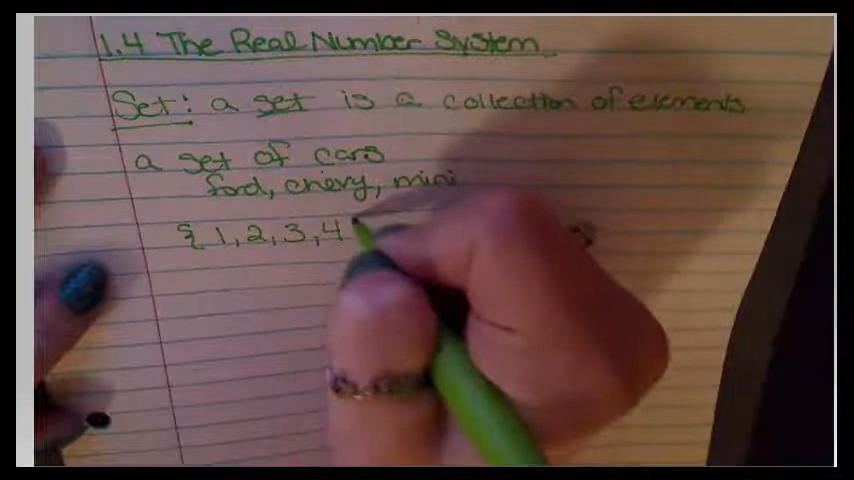 1.4 The Real Number System
Set: a set is a collection of elements
a set of cars
ford, chevy, mini
{1,2,3,4
}